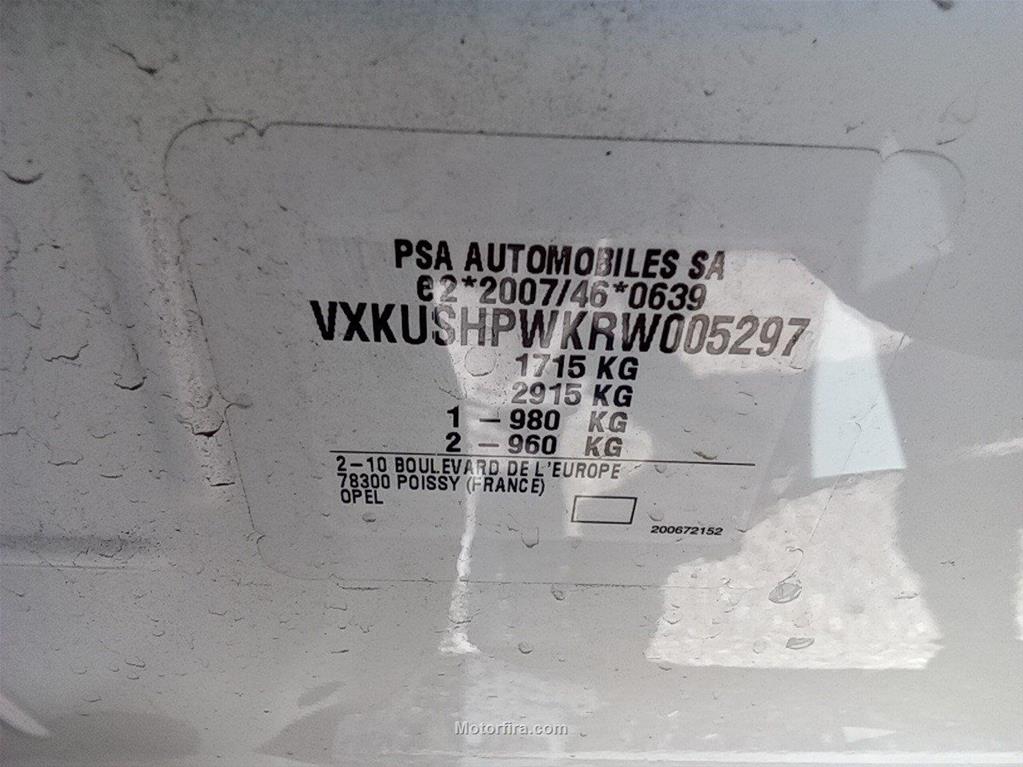 PSA AUTOMOBILES SA
e2*2007/46*0639
VXKUSHPWKRW005297
1715 KG
2915 KG
1 – 980 KG
2 – 960 KG
2–10 BOULEVARD DE L'EUROPE
78300 POISSY (FRANCE)
OPEL
200672152
Motorfira.com